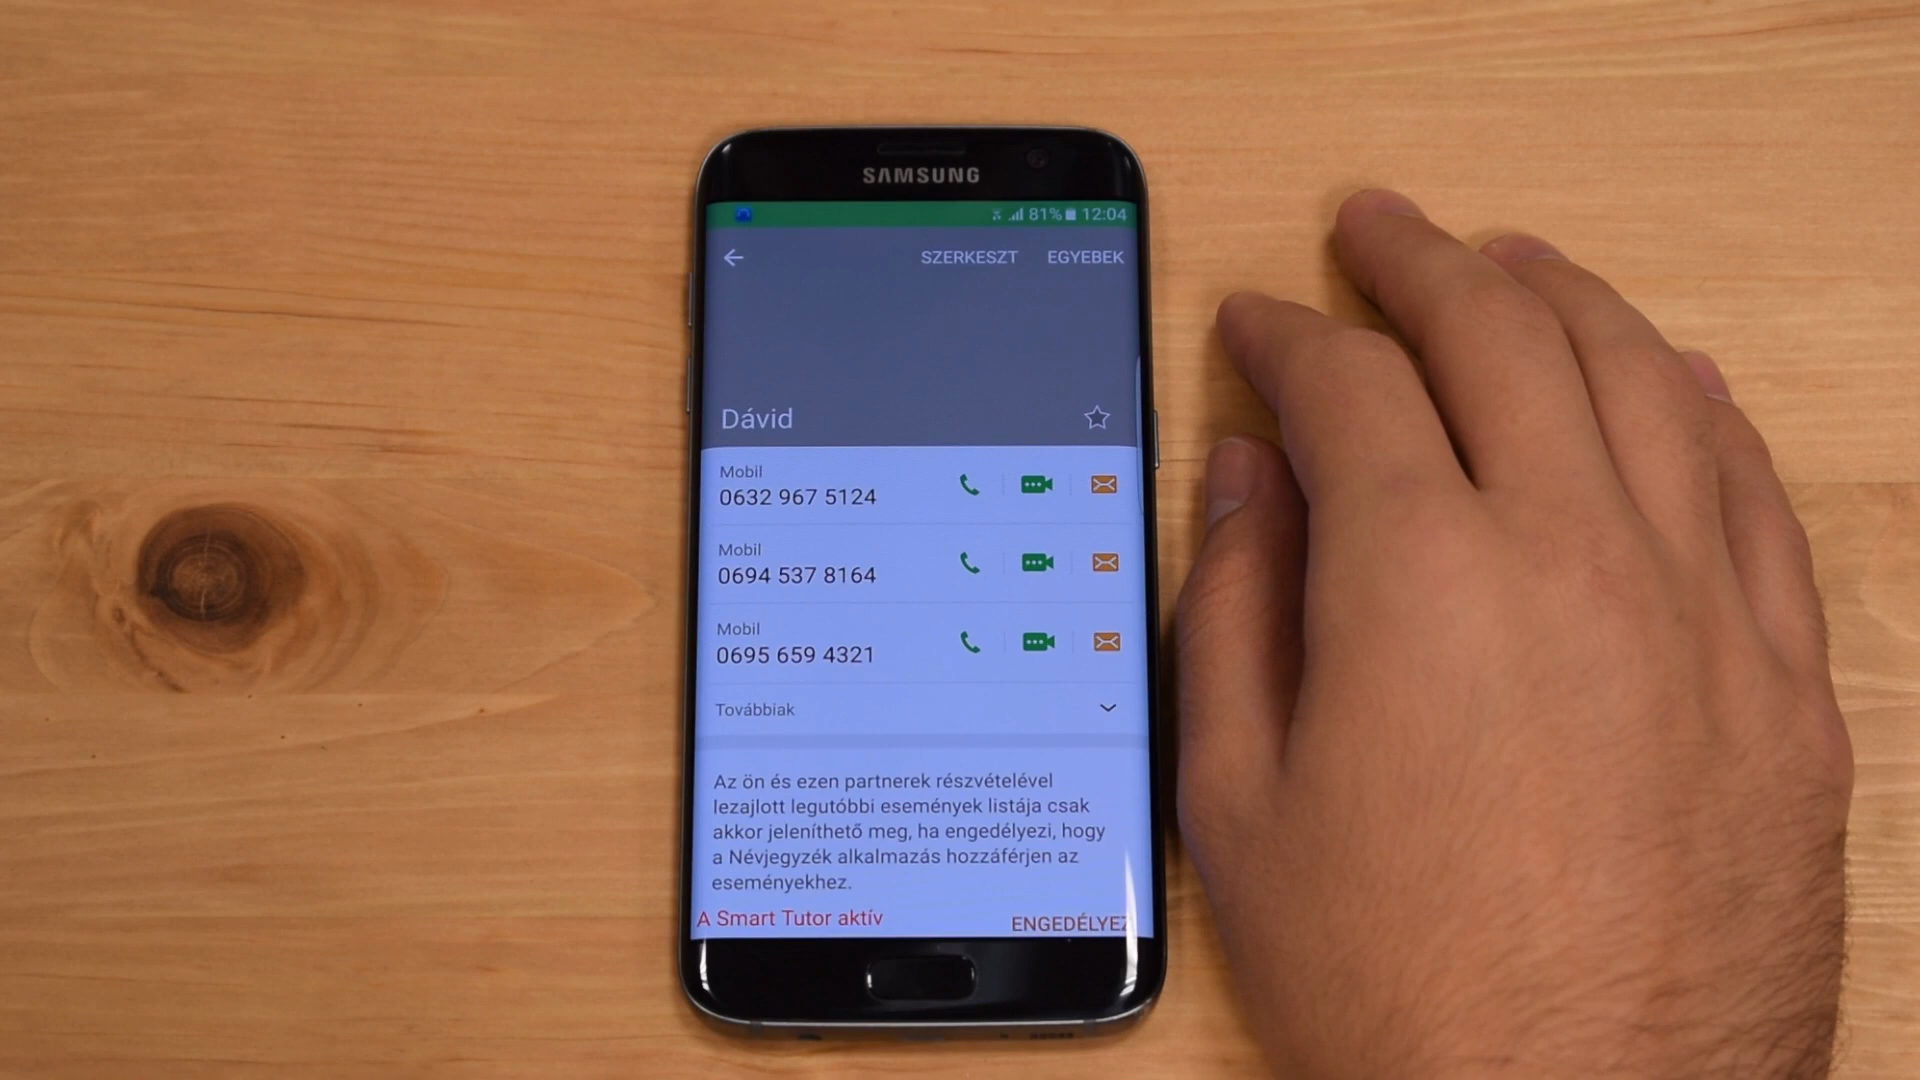 SAMSUNG
81% 12:04
SZERKESZT EGYEBEK
Dávid
Mobil
0632 967 5124
Mobil
0694 537 8164
Mobil
0695 659 4321
Továbbiak
Az ön és ezen partnerek részvételével
lezajlott legutóbbi események listája csak
akkor jeleníthető meg, ha engedélyezi, hogy
a Névjegyzék alkalmazás hozzáférjen az
eseményekhez.
A Smart Tutor aktív
ENGEDÉLYEZ